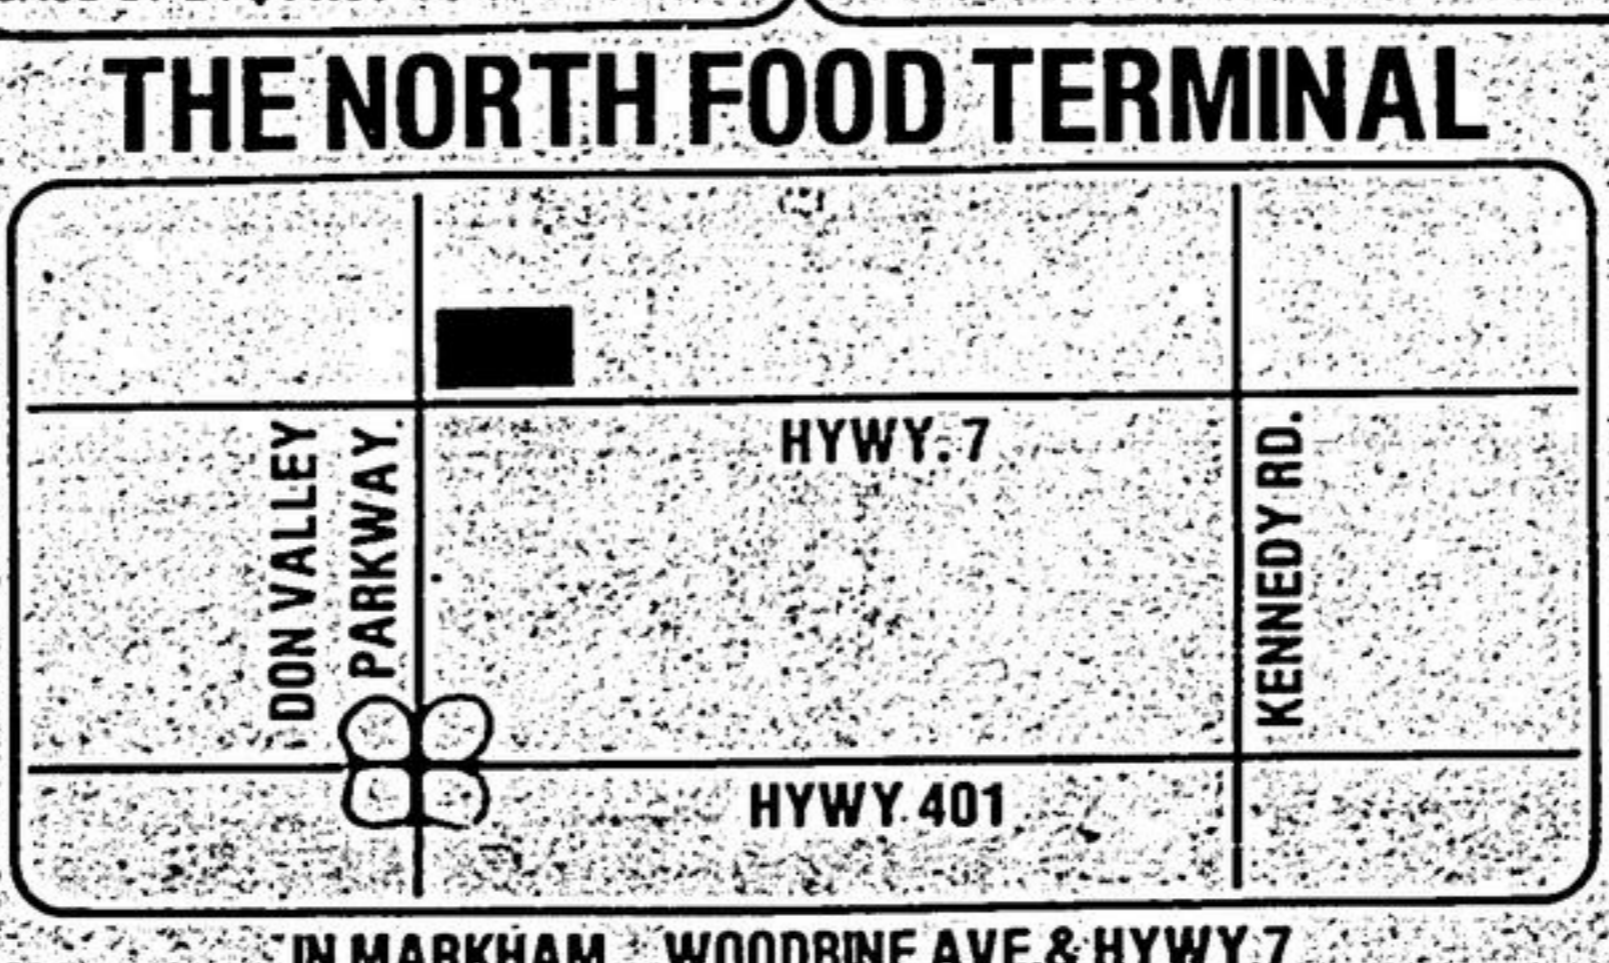 THE NORTH FOOD TERMINAL
HYWY. 7
DON VALLEY
PARKWAY.
KENNEDY RD.
HYWY. 401
IN MARKHAM WOODBINE AVE. & HYWY. 7